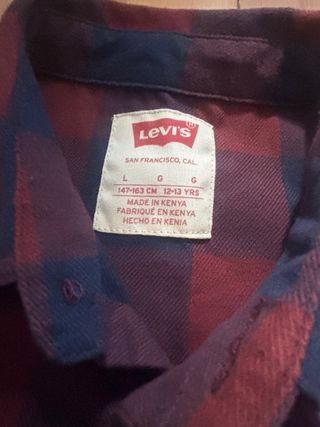 Levi's
SAN FRANCISCO, CAL.
L G G
147-163 CM 12-13 YRS
MADE IN KENYA
FABRIQUÉ EN KENYA
HECHO EN KENIA